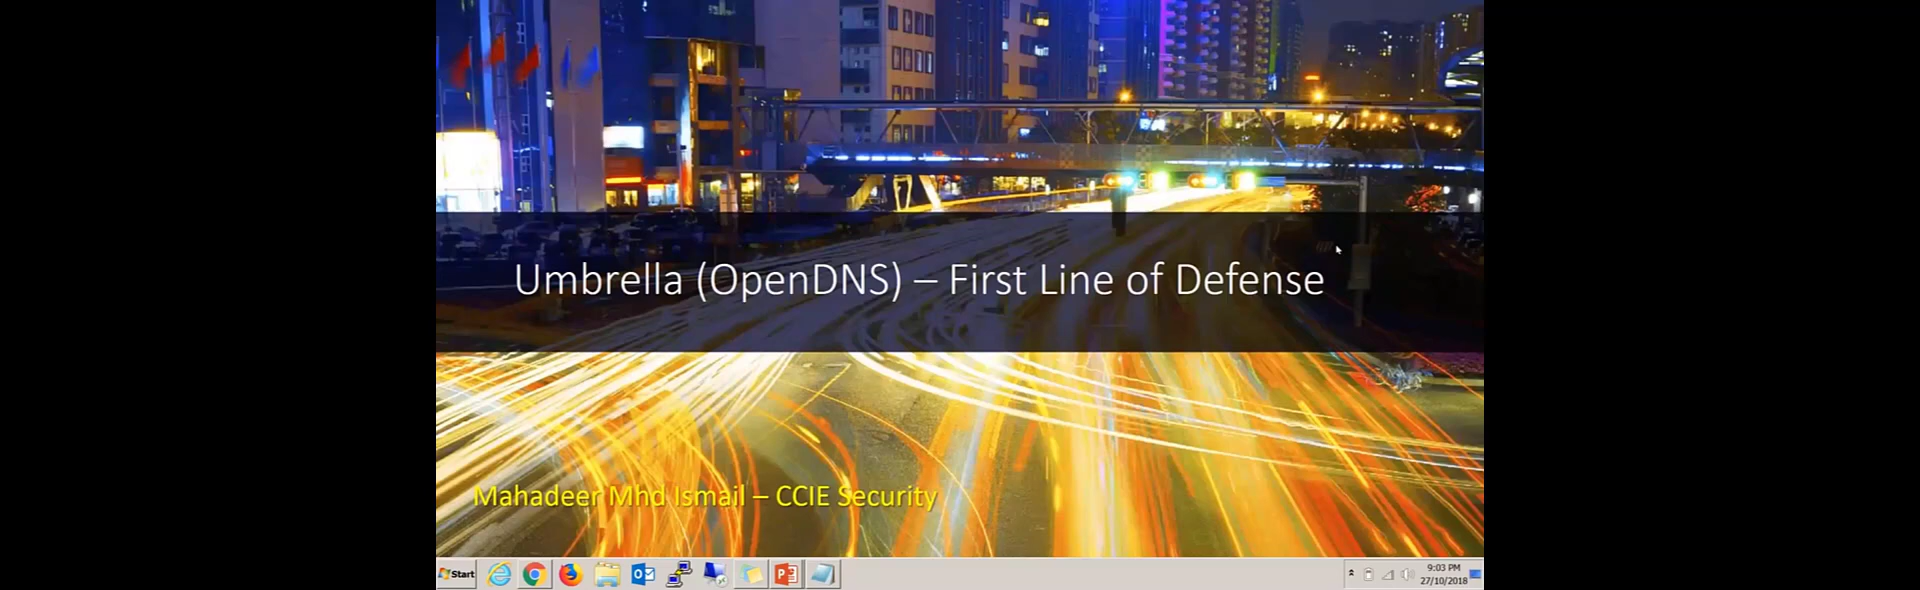 Umbrella (OpenDNS) – First Line of Defense
Mahadeer Mhd Ismail – CCIE Security
Start
9:03 PM
27/10/2018